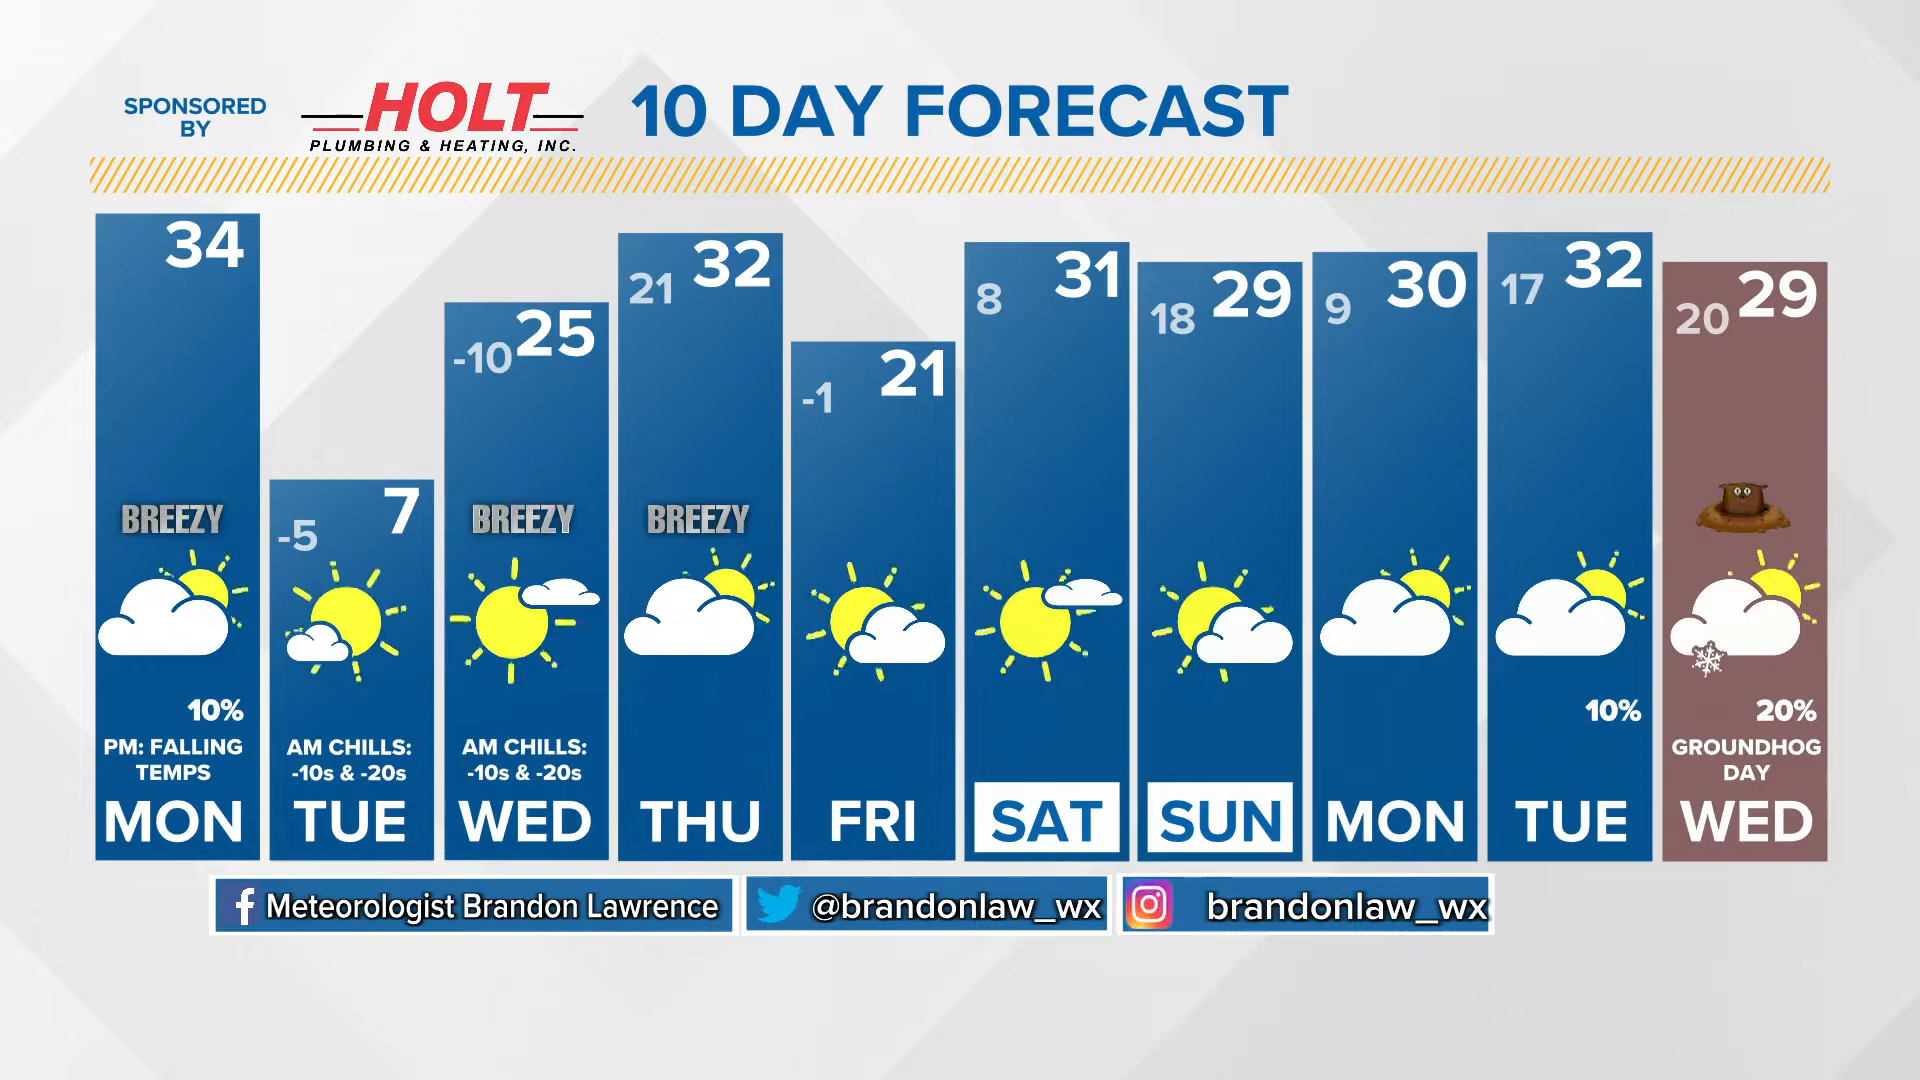 SPONSORED
BY
HOLT
PLUMBING & HEATING, INC.
10 DAY FORECAST
34
BREEZY
10%
PM: FALLING
TEMPS
MON
-5 7
AM CHILLS:
-10s & -20s
TUE
-10 25
BREEZY
AM CHILLS:
-10s & -20s
WED
21 32
BREEZY
THU
-1 21
FRI
8 31
SAT
18 29
SUN
9 30
MON
17 32
10%
TUE
20 29
20%
GROUNDHOG
DAY
WED
f Meteorologist Brandon Lawrence
@brandonlaw_wx
brandonlaw_wx